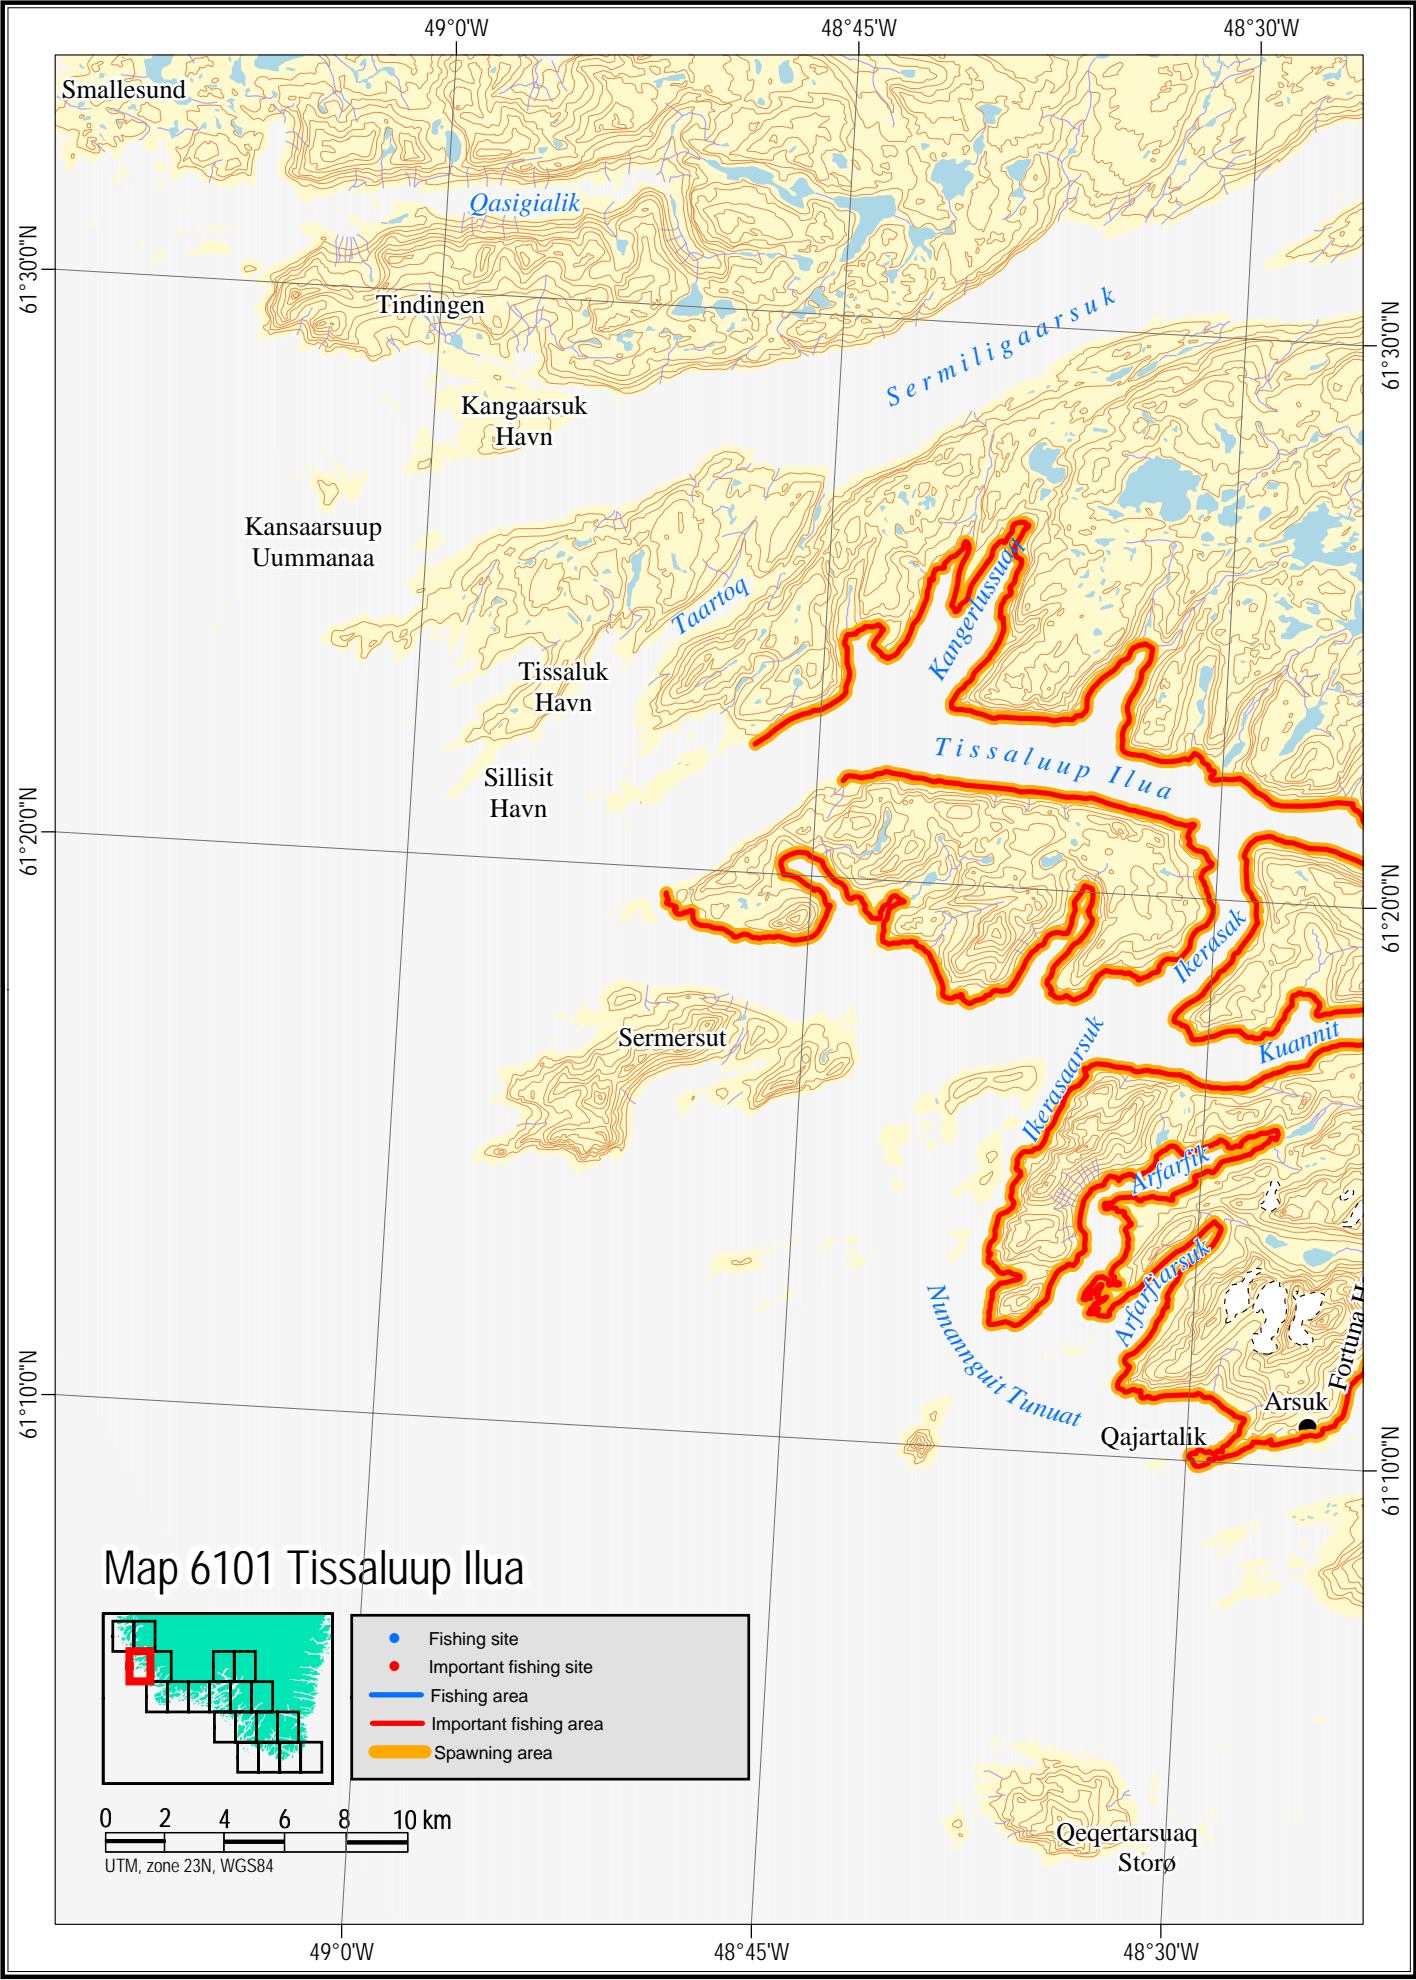 49°0'W
48°45'W
48°30'W
Smallesund
Qasigialik
61°30'0"N
Tindingen
Sermiligaarsuk
61°30'0"N
Kangaarsuk
Havn
Kansaarsuup
Uummanaa
Kangerlussuaq
Taartoq
Tissaluk
Havn
Tissaluup Ilua
Sillisit
Havn
61°20'0"N
61°20'0"N
Ikerasak
Sermersut
Ikerasaarsuk
Kuannit
Arfarfik
Arfarfiarsuk
Nunannguit Tunuat
Fortuna H
61°10'0"N
Arsuk
Qajartalik
61°10'0"N
Map 6101 Tissaluup Ilua
Fishing site
Important fishing site
Fishing area
Important fishing area
Spawning area
0 2 4 6 8 10 km
UTM, zone 23N, WGS84
Qeqertarsuaq
Storø
49°0'W
48°45'W
48°30'W